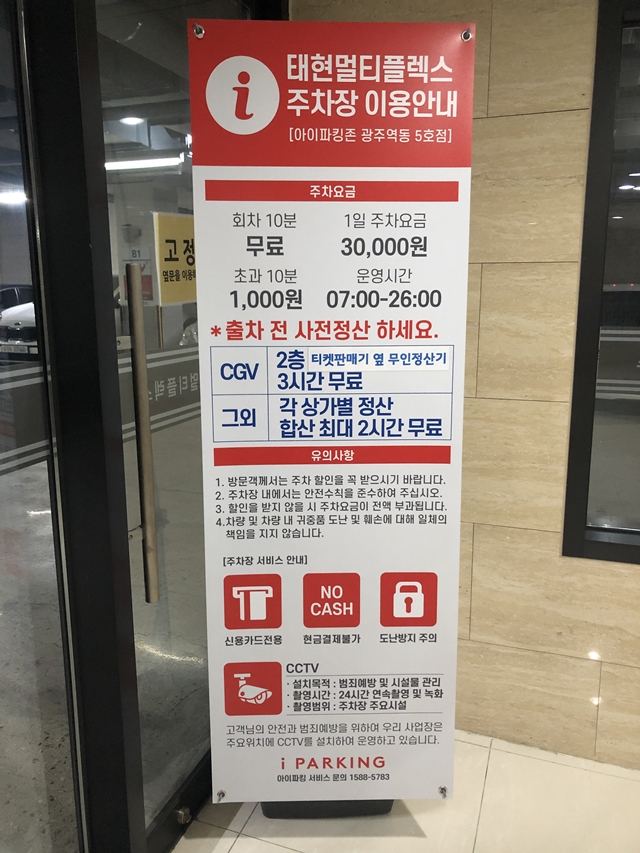 태현멀티플렉스
주차장 이용안내
[아이파킹존 광주역동 5호점]
주차요금
회차 10분 1일 주차요금
무료 30,000원
초과 10분 운영시간
1,000원 07:00-26:00
*출차 전 사전정산 하세요.
CGV 2층 티켓판매기 옆 무인정산기
3시간 무료
그외 각 상가별 정산
합산 최대 2시간 무료
유의사항
1. 방문객께서는 주차 할인을 꼭 받으시기 바랍니다.
2. 주차장 내에서는 안전수칙을 준수하여 주십시오.
3. 할인을 받지 않을 시 주차요금이 전액 부과됩니다.
4.차량 및 차량 내 귀중품 도난 및 훼손에 대해 일체의
책임을 지지 않습니다.
[주차장 서비스 안내]
NO
CASH
신용카드전용 현금결제불가 도난방지 주의
CCTV
· 설치목적 : 범죄예방 및 시설물 관리
· 촬영시간 : 24시간 연속촬영 및 녹화
· 촬영범위 : 주차장 주요시설
고객님의 안전과 범죄예방을 위하여 우리 사업장은
주요위치에 CCTV를 설치하여 운영하고 있습니다.
i PARKING
아이파킹 서비스 문의 1588-5783
고정
옆문을 이용
B1